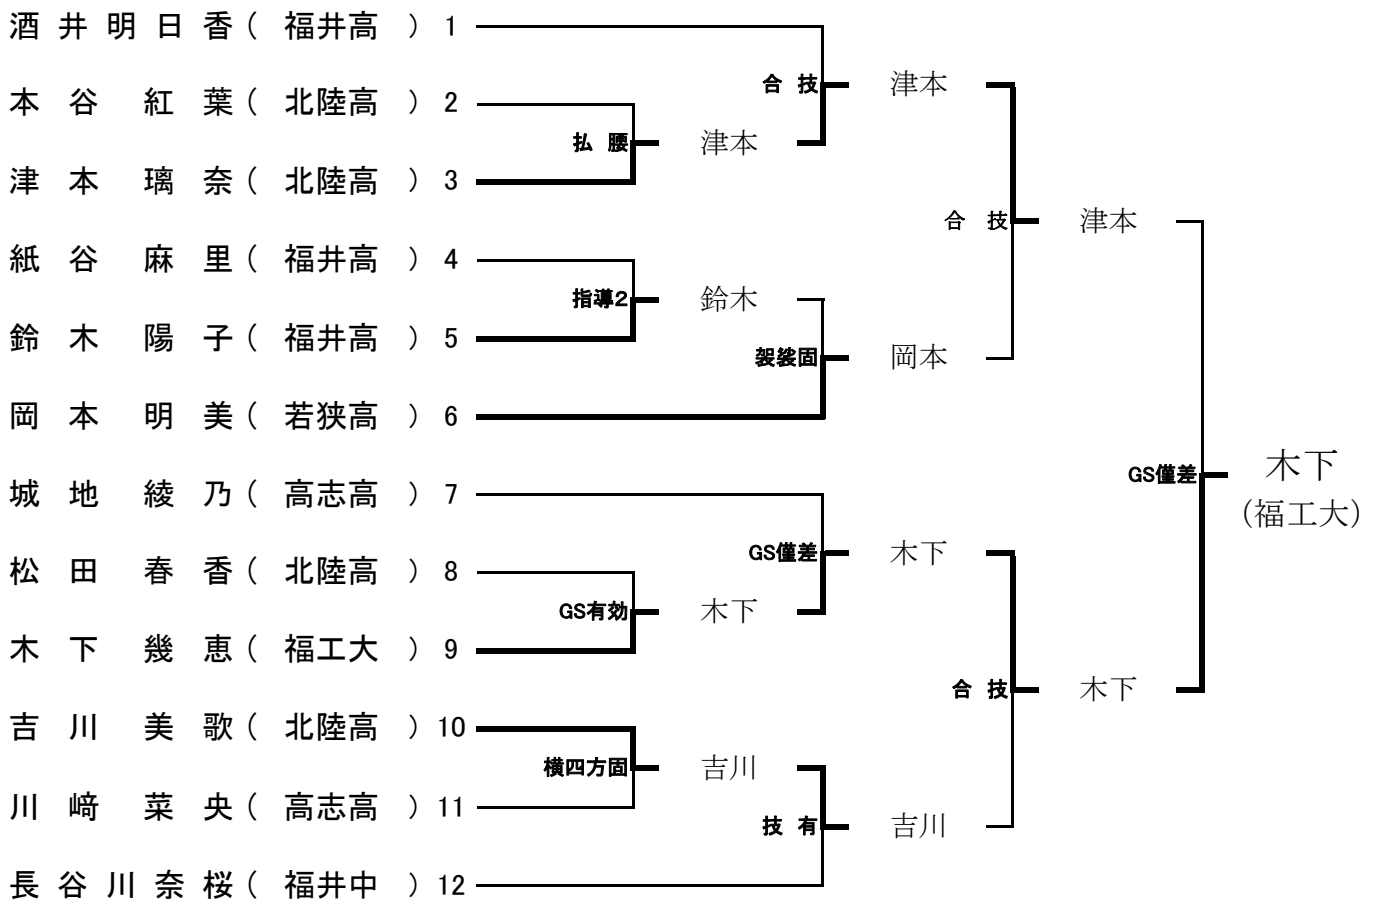 酒井明日香( 福井高 ) 1
合 技 津本
本谷 紅葉( 北陸高 ) 2
払 腰 津本
津本 璃奈( 北陸高 ) 3
合 技 津本
紙谷 麻里( 福井高 ) 4
指導2 鈴木
鈴木 陽子( 福井高 ) 5
袈裟固 岡本
岡本 明美( 若狭高 ) 6
GS僅差 木下
(福工大)
城地 綾乃( 高志高 ) 7
GS僅差 木下
松田 春香( 北陸高 ) 8
GS有効 木下
木下 幾恵( 福工大 ) 9
合 技 木下
吉川 美歌( 北陸高 ) 10
横四方固 吉川
川﨑 菜央( 高志高 ) 11
技 有 吉川
長谷川奈桜( 福井中 ) 12